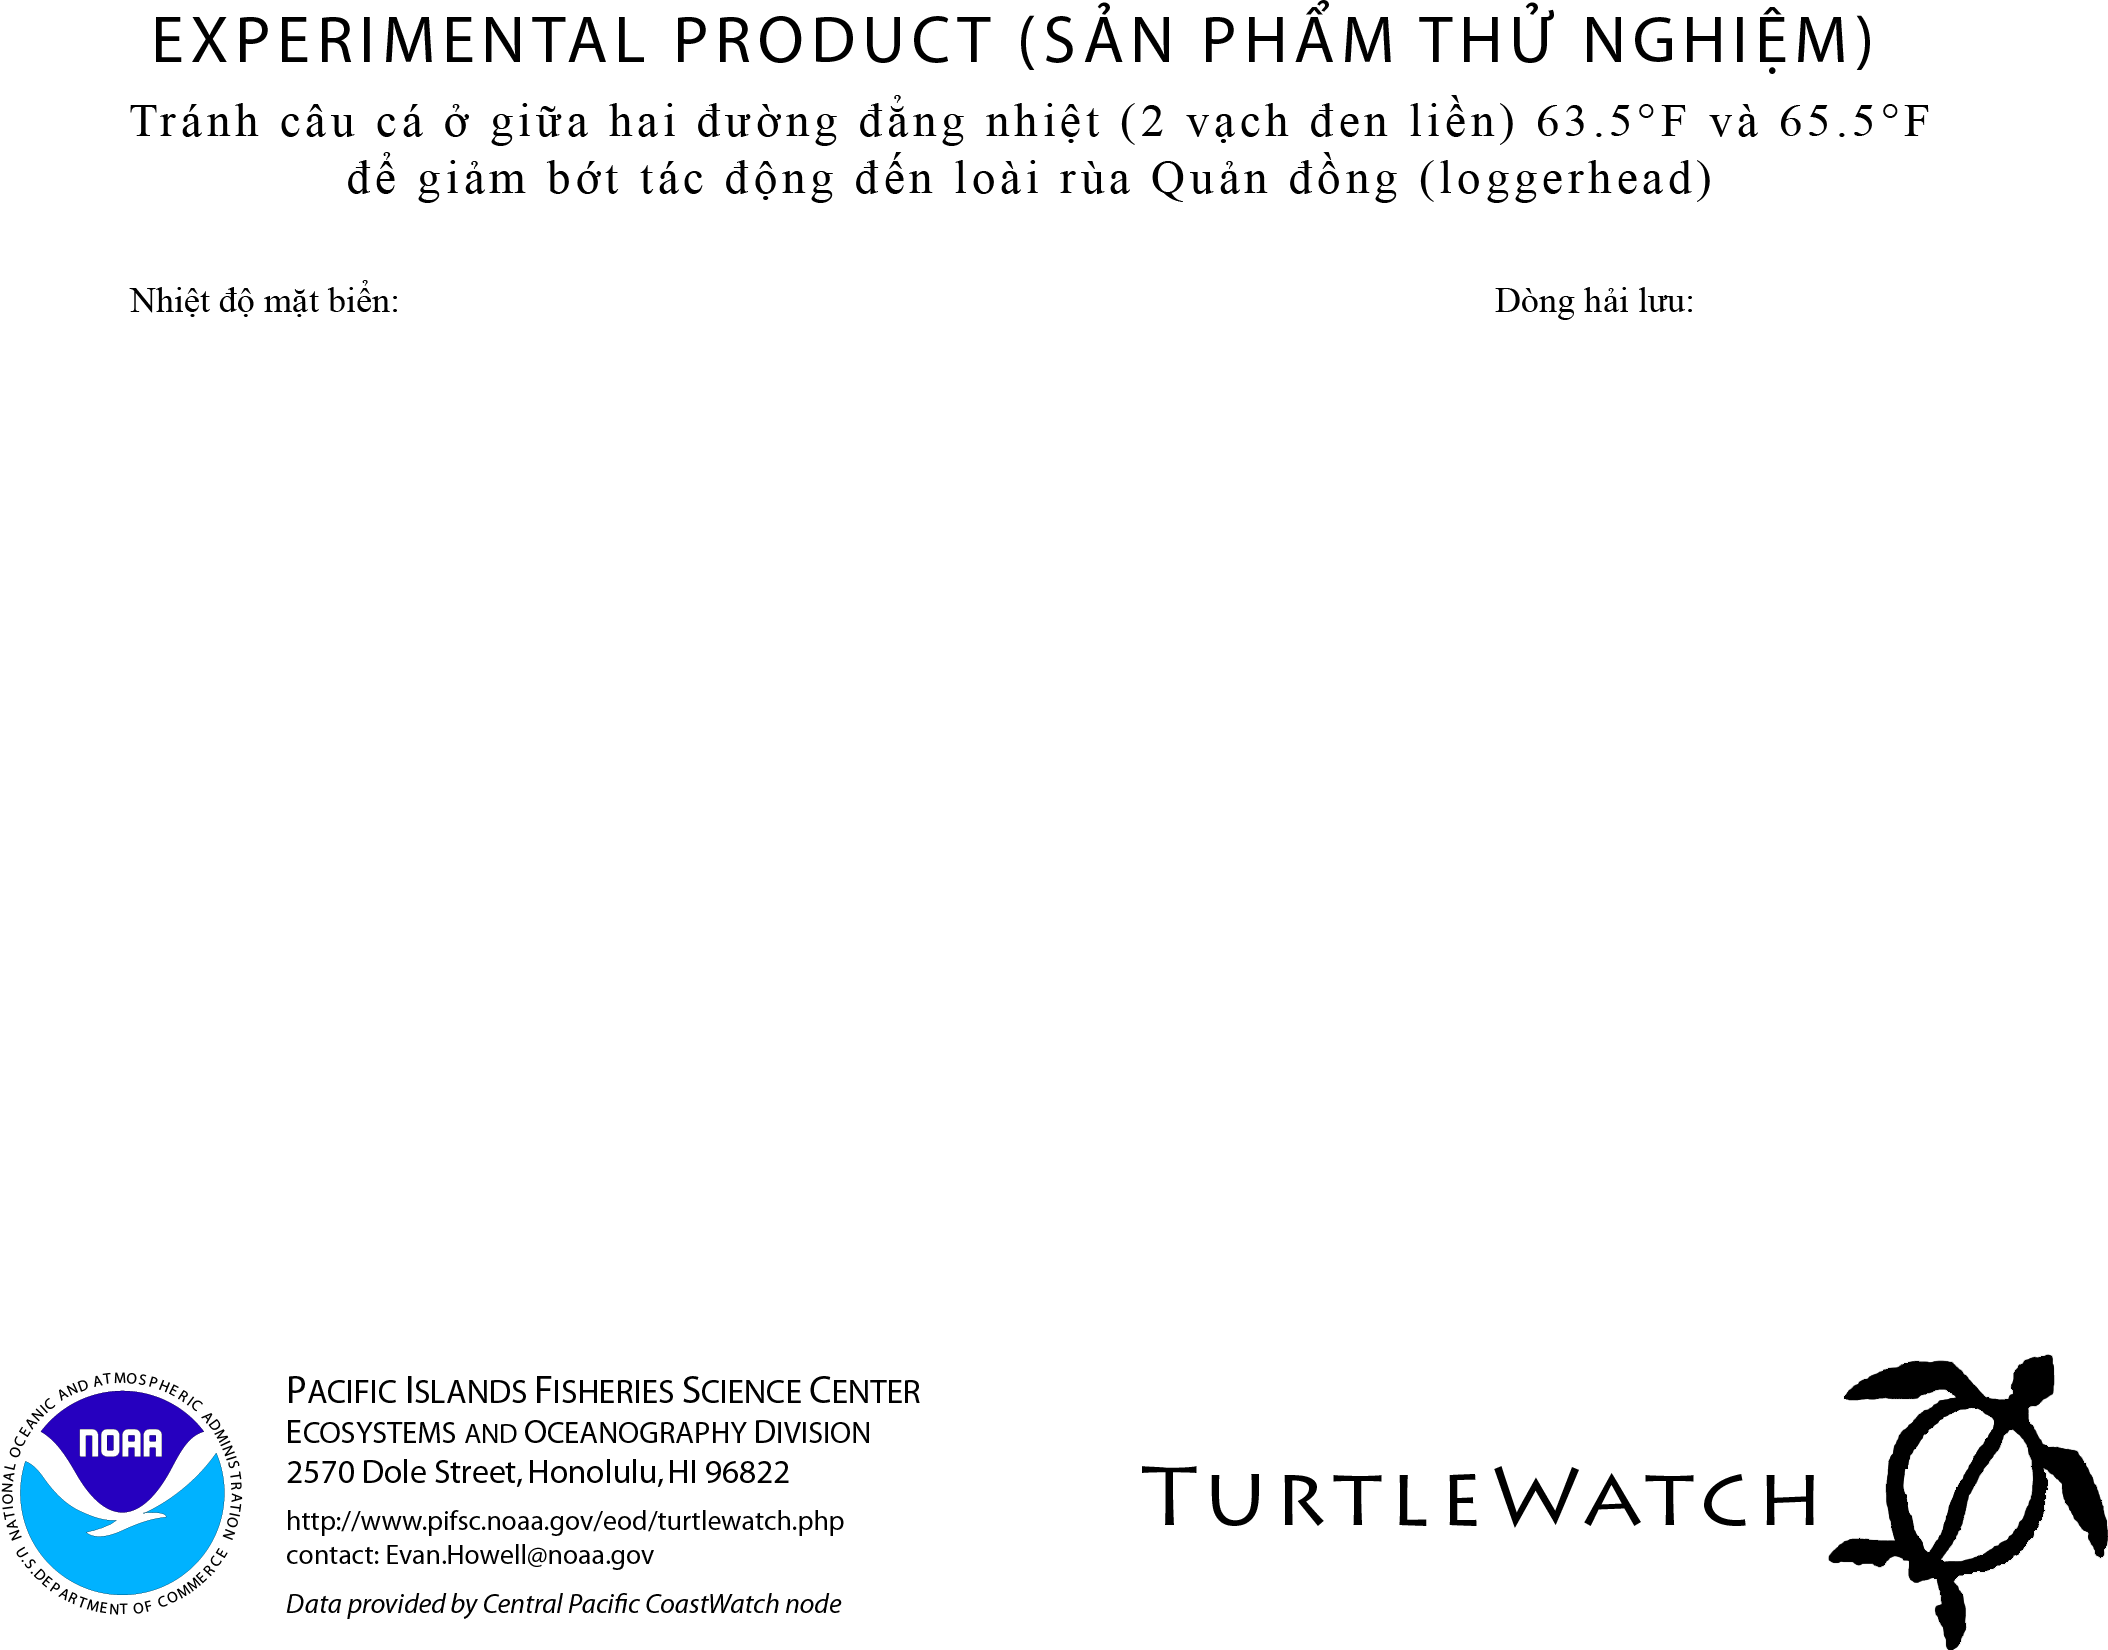 EXPERIMENTAL PRODUCT (SẢN PHẨM THỬ NGHIỆM)
Tránh câu cá ở giữa hai đường đẳng nhiệt (2 vạch đen liền) 63.5°F và 65.5°F
để giảm bớt tác động đến loài rùa Quản đồng (loggerhead)
Nhiệt độ mặt biển:
Dòng hải lưu:
NATIONAL OCEANIC AND ATMOSPHERIC ADMINISTRATION
NOAA
U.S. DEPARTMENT OF COMMERCE
PACIFIC ISLANDS FISHERIES SCIENCE CENTER
ECOSYSTEMS AND OCEANOGRAPHY DIVISION
2570 Dole Street, Honolulu, HI 96822
http://www.pifsc.noaa.gov/eod/turtlewatch.php
contact: Evan.Howell@noaa.gov
Data provided by Central Pacific CoastWatch node
TURTLEWATCH